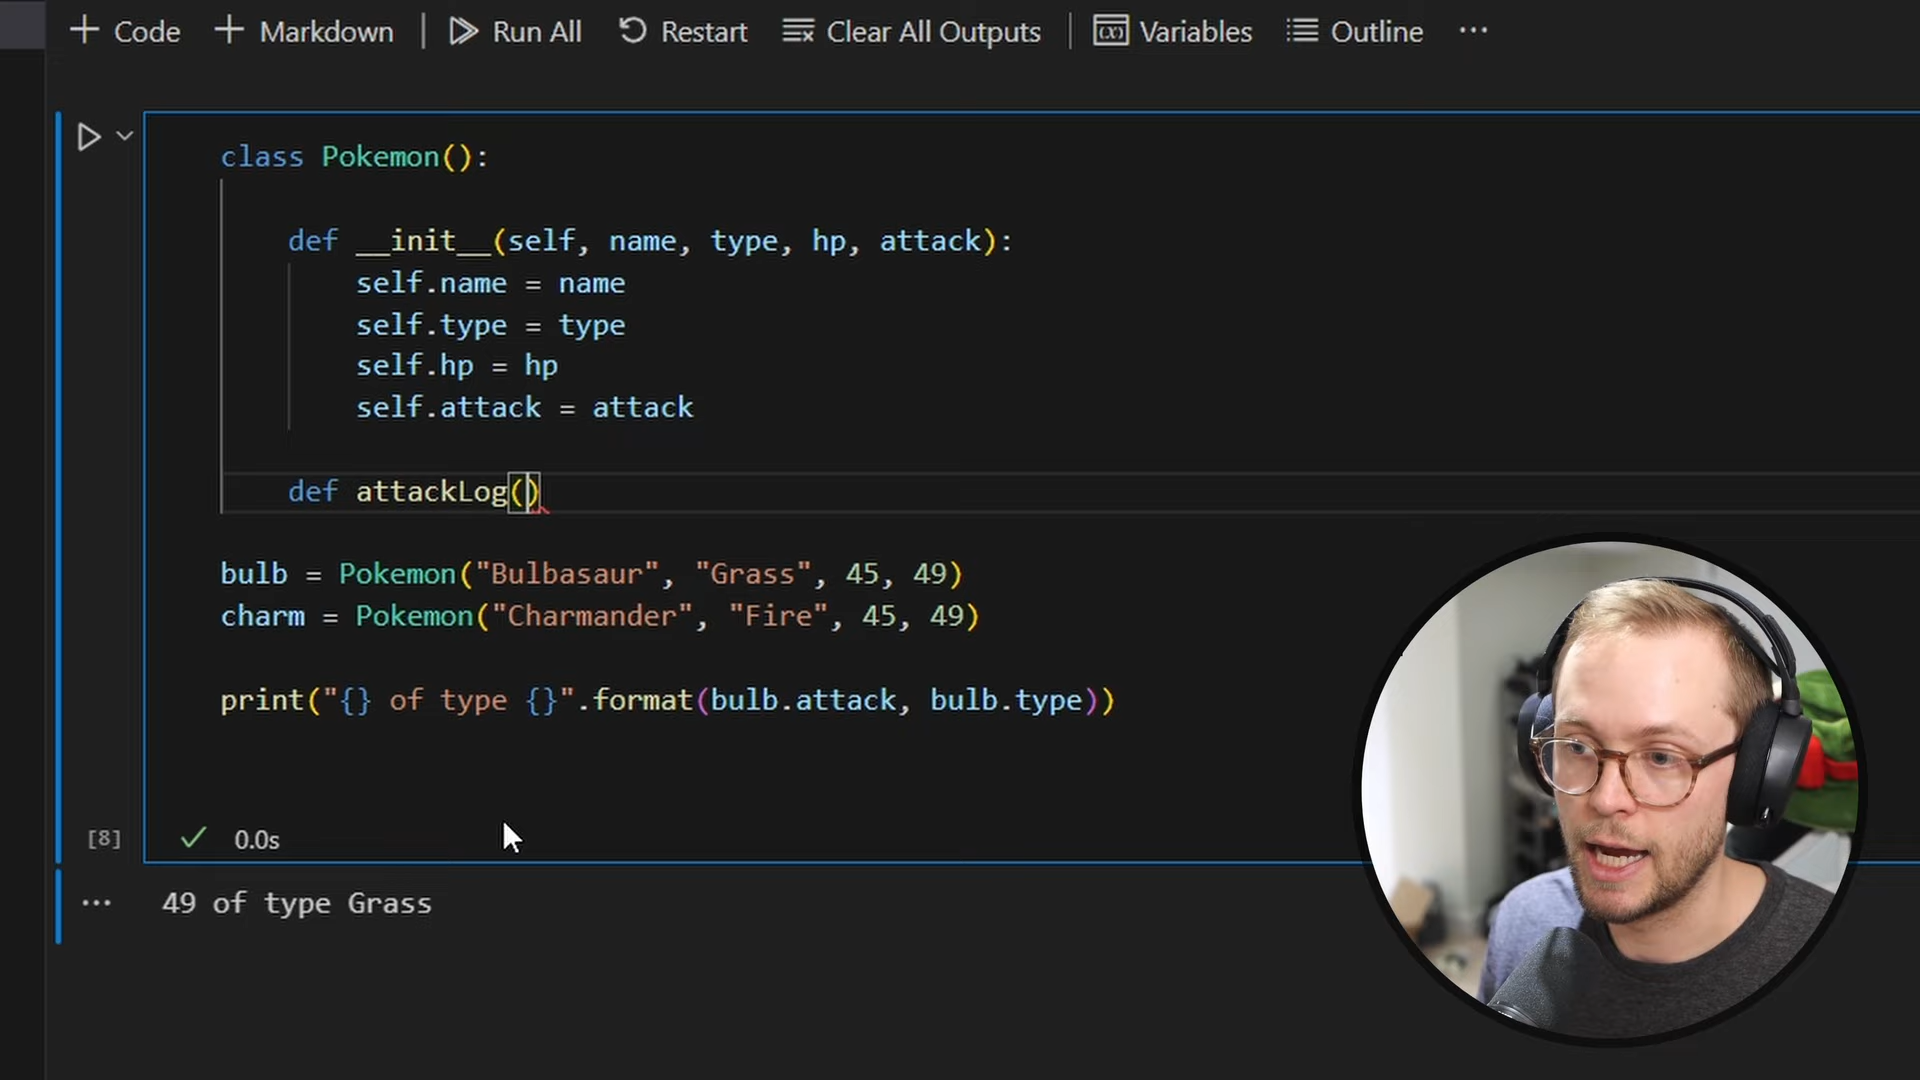 Code Markdown Run All Restart Clear All Outputs Variables Outline ...
class Pokemon():
def __init__(self, name, type, hp, attack):
self.name = name
self.type = type
self.hp = hp
self.attack = attack
def attackLog()
bulb = Pokemon("Bulbasaur", "Grass", 45, 49)
charm = Pokemon("Charmander", "Fire", 45, 49)
print("{} of type {}".format(bulb.attack, bulb.type))
[8] 0.0s
... 49 of type Grass